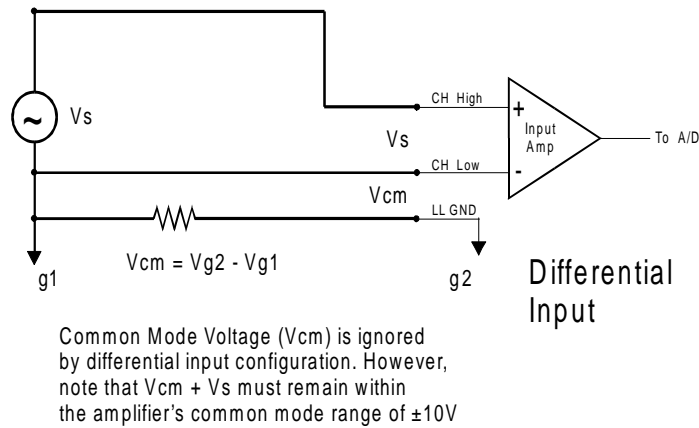 CH High
Vs
+
Input
Amp
To A/D
~
Vs
CH Low
-
Vcm
LL GND
Vcm = Vg2 - Vg1
g1
g2
Differential
Input
Common Mode Voltage (Vcm) is ignored
by differential input configuration. However,
note that Vcm + Vs must remain within
the amplifier's common mode range of ±10V